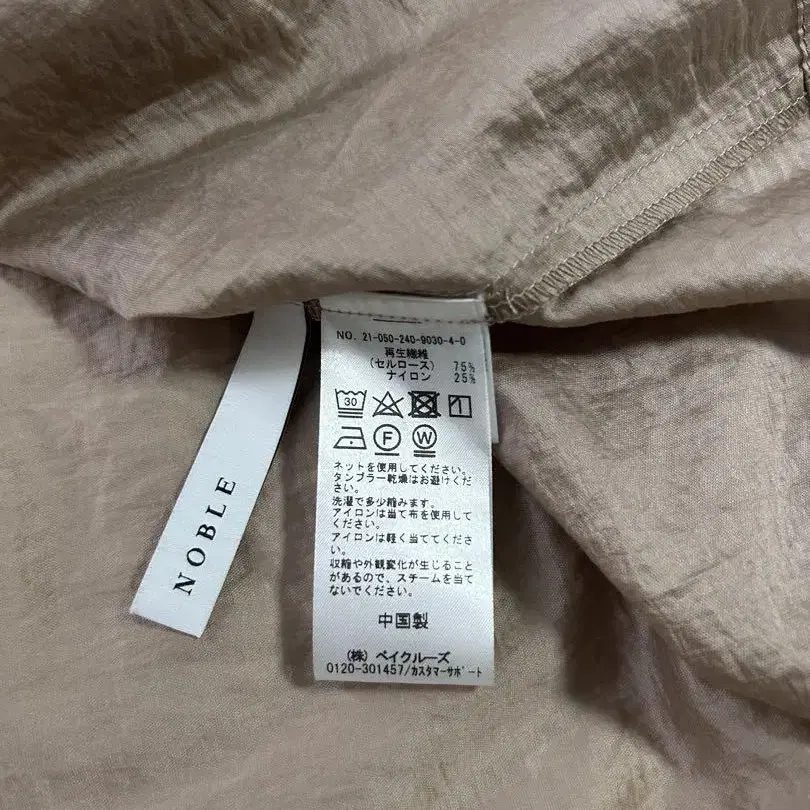 NO. 21-050-240-9030-4-0
再生繊維
(セルロース) 75%
ナイロン 25%
30
F
W
ネットを使用してください。
タンブラー乾燥はお避けくだ
さい。
洗濯で多少縮みます。
アイロンは当て布を使用して
ください。
アイロンは軽く当ててくださ
い。
収縮や外観変化が生じること
があるので、スチームを当て
ないでください。
中国製
(株) ベイクルーズ
0120-301457/カスタマーサポート
NOBLE